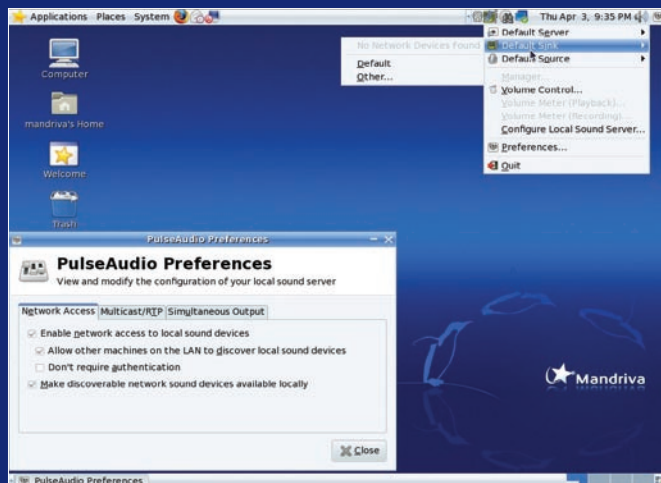 Applications Places System
Thu Apr 3, 9:35 PM
Default Server
No Network Devices Found
Default Sink
Default
Default Source
Other...
Manager...
Volume Control...
Volume Meter (Playback)...
Volume Meter (Recording)...
Configure Local Sound Server...
Preferences...
Quit
Computer
mandriva's Home
Welcome
Trash
PulseAudio Preferences
PulseAudio Preferences
View and modify the configuration of your local sound server
Network Access Multicast/RTP Simultaneous Output
Enable network access to local sound devices
Allow other machines on the LAN to discover local sound devices
Don't require authentication
Make discoverable network sound devices available locally
Close
Mandriva
PulseAudio Preferences